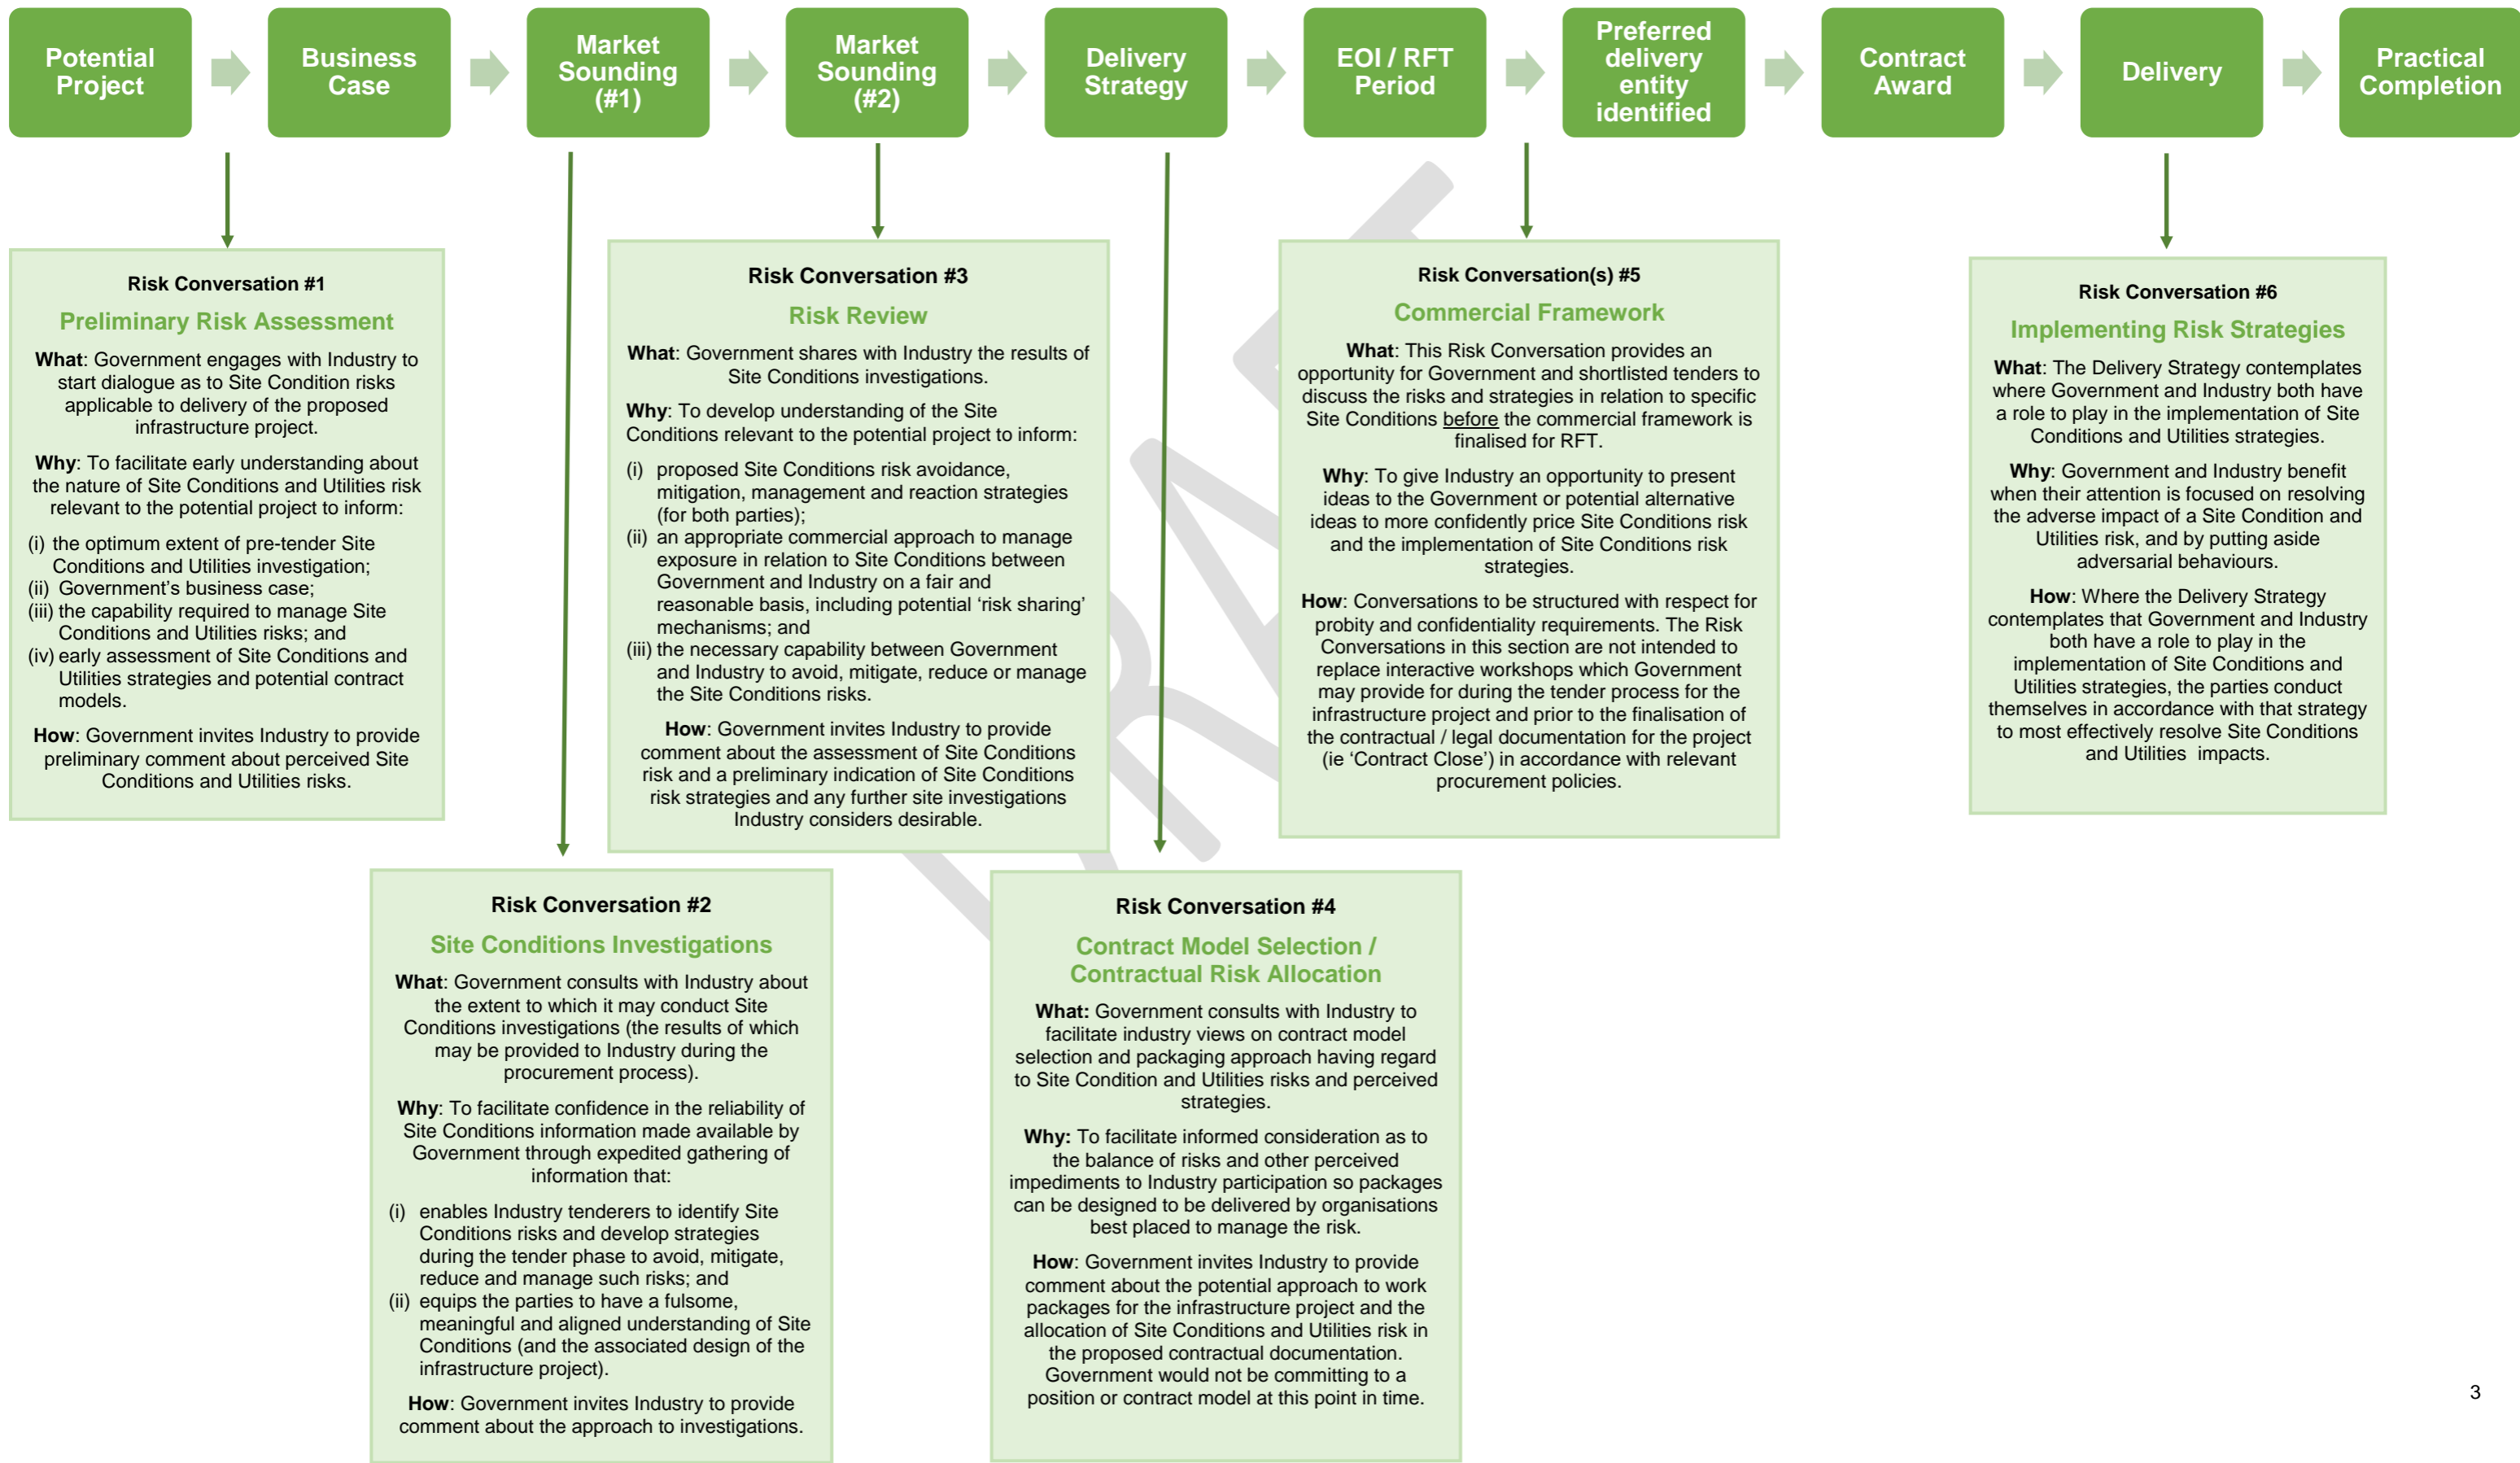 Potential
Project
Business
Case
Market
Sounding
(#1)
Market
Sounding
(#2)
Delivery
Strategy
EOI / RFT
Period
Preferred
delivery
entity
identified
Contract
Award
Delivery
Practical
Completion
Risk Conversation #1
Preliminary Risk Assessment
What: Government engages with Industry to
start dialogue as to Site Condition risks
applicable to delivery of the proposed
infrastructure project.
Why: To facilitate early understanding about
the nature of Site Conditions and Utilities risk
relevant to the potential project to inform:
(i) the optimum extent of pre-tender Site
Conditions and Utilities investigation;
(ii) Government's business case;
(iii) the capability required to manage Site
Conditions and Utilities risks; and
(iv) early assessment of Site Conditions and
Utilities strategies and potential contract
models.
How: Government invites Industry to provide
preliminary comment about perceived Site
Conditions and Utilities risks.
Risk Conversation #2
Site Conditions Investigations
What: Government consults with Industry about
the extent to which it may conduct Site
Conditions investigations (the results of which
may be provided to Industry during the
procurement process).
Why: To facilitate confidence in the reliability of
Site Conditions information made available by
Government through expedited gathering of
information that:
(i) enables Industry tenderers to identify Site
Conditions risks and develop strategies
during the tender phase to avoid, mitigate,
reduce and manage such risks; and
(ii) equips the parties to have a fulsome,
meaningful and aligned understanding of Site
Conditions (and the associated design of the
infrastructure project).
How: Government invites Industry to provide
comment about the approach to investigations.
Risk Conversation #3
Risk Review
What: Government shares with Industry the results of
Site Conditions investigations.
Why: To develop understanding of the Site
Conditions relevant to the potential project to inform:
(i) proposed Site Conditions risk avoidance,
mitigation, management and reaction strategies
(for both parties);
(ii) an appropriate commercial approach to manage
exposure in relation to Site Conditions between
Government and Industry on a fair and
reasonable basis, including potential ‘risk sharing’
mechanisms; and
(iii) the necessary capability between Government
and Industry to avoid, mitigate, reduce or manage
the Site Conditions risks.
How: Government invites Industry to provide
comment about the assessment of Site Conditions
risk and a preliminary indication of Site Conditions
risk strategies and any further site investigations
Industry considers desirable.
Risk Conversation #4
Contract Model Selection /
Contractual Risk Allocation
What: Government consults with Industry to
facilitate industry views on contract model
selection and packaging approach having regard
to Site Condition and Utilities risks and perceived
strategies.
Why: To facilitate informed consideration as to
the balance of risks and other perceived
impediments to Industry participation so packages
can be designed to be delivered by organisations
best placed to manage the risk.
How: Government invites Industry to provide
comment about the potential approach to work
packages for the infrastructure project and the
allocation of Site Conditions and Utilities risk in
the proposed contractual documentation.
Government would not be committing to a
position or contract model at this point in time.
Risk Conversation(s) #5
Commercial Framework
What: This Risk Conversation provides an
opportunity for Government and shortlisted tenders to
discuss the risks and strategies in relation to specific
Site Conditions before the commercial framework is
finalised for RFT.
Why: To give Industry an opportunity to present
ideas to the Government or potential alternative
ideas to more confidently price Site Conditions risk
and the implementation of Site Conditions risk
strategies.
How: Conversations to be structured with respect for
probity and confidentiality requirements. The Risk
Conversations in this section are not intended to
replace interactive workshops which Government
may provide for during the tender process for the
infrastructure project and prior to the finalisation of
the contractual / legal documentation for the project
(ie ‘Contract Close’) in accordance with relevant
procurement policies.
Risk Conversation #6
Implementing Risk Strategies
What: The Delivery Strategy contemplates
where Government and Industry both have
a role to play in the implementation of Site
Conditions and Utilities strategies.
Why: Government and Industry benefit
when their attention is focused on resolving
the adverse impact of a Site Condition and
Utilities risk, and by putting aside
adversarial behaviours.
How: Where the Delivery Strategy
contemplates that Government and Industry
both have a role to play in the
implementation of Site Conditions and
Utilities strategies, the parties conduct
themselves in accordance with that strategy
to most effectively resolve Site Conditions
and Utilities impacts.
DRAFT
3